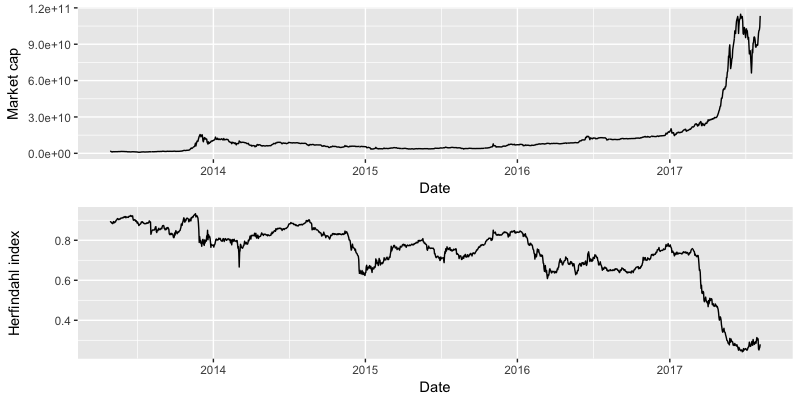 Market cap
1.2e+11
9.0e+10
6.0e+10
3.0e+10
0.0e+00
2014 2015 2016 2017
Date
Herfindahl index
0.8
0.6
0.4
2014 2015 2016 2017
Date